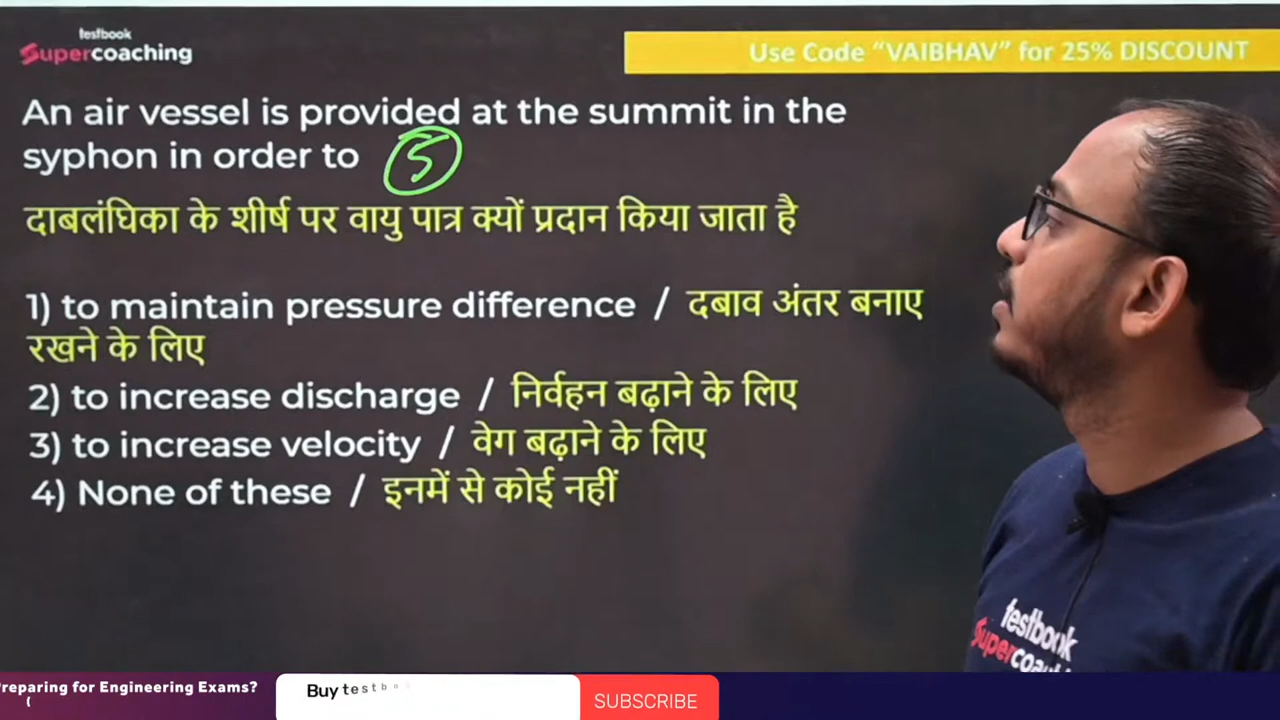 testbook
Supercoaching
Use Code “VAIBHAV” for 25% DISCOUNT
An air vessel is provided at the summit in the
syphon in order to
5
दाबलंघिका के शीर्ष पर वायु पात्र क्यों प्रदान किया जाता है
1) to maintain pressure difference / दबाव अंतर बनाए
रखने के लिए
2) to increase discharge / निर्वहन बढ़ाने के लिए
3) to increase velocity / वेग बढ़ाने के लिए
4) None of these / इनमें से कोई नहीं
testbook
Supercoa
reparing for Engineering Exams?
(
Buy testbo
SUBSCRIBE